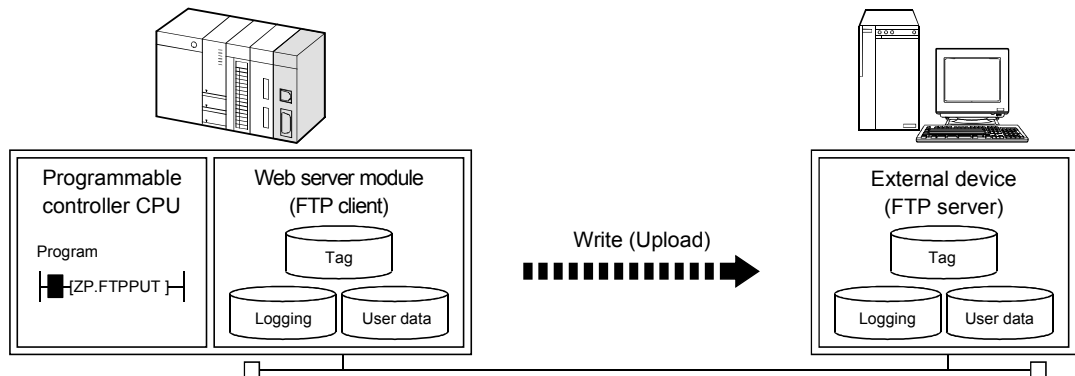 Programmable
controller CPU
Program
[ZP.FTPPUT ]
Web server module
(FTP client)
Tag
Logging
User data
Write (Upload)
External device
(FTP server)
Tag
Logging
User data